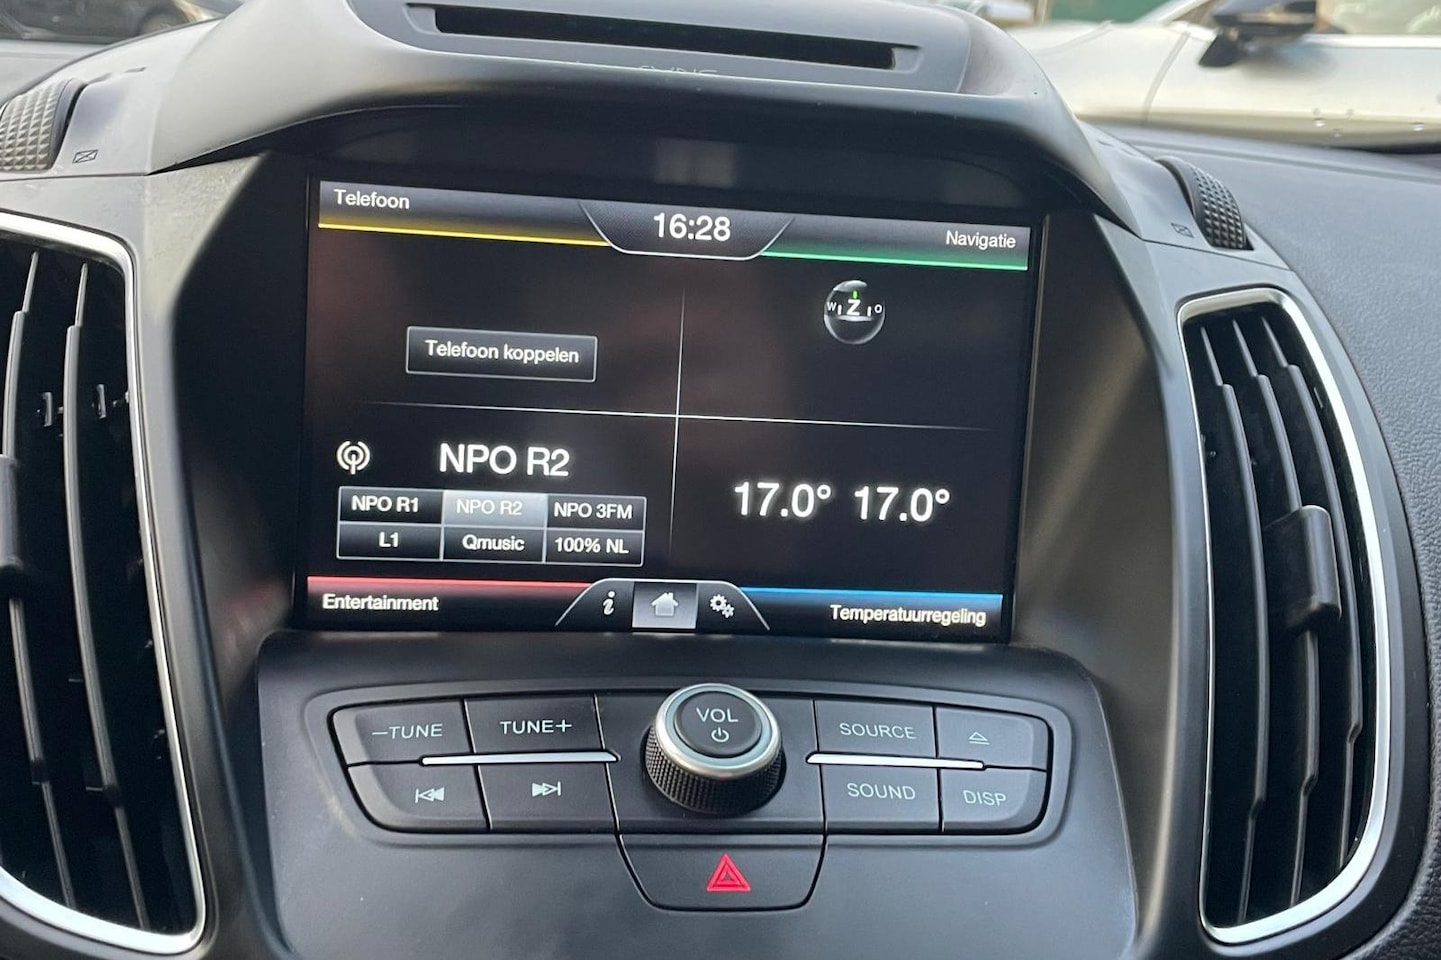 SYNC
Telefoon
16:28
Navigatie
W Z O
Telefoon koppelen
NPO R2
NPO R1 NPO R2 NPO 3FM
L1 Qmusic 100% NL
17.0° 17.0°
Entertainment
i
Temperatuurregeling
−TUNE TUNE+
VOL
SOURCE
SOUND DISP